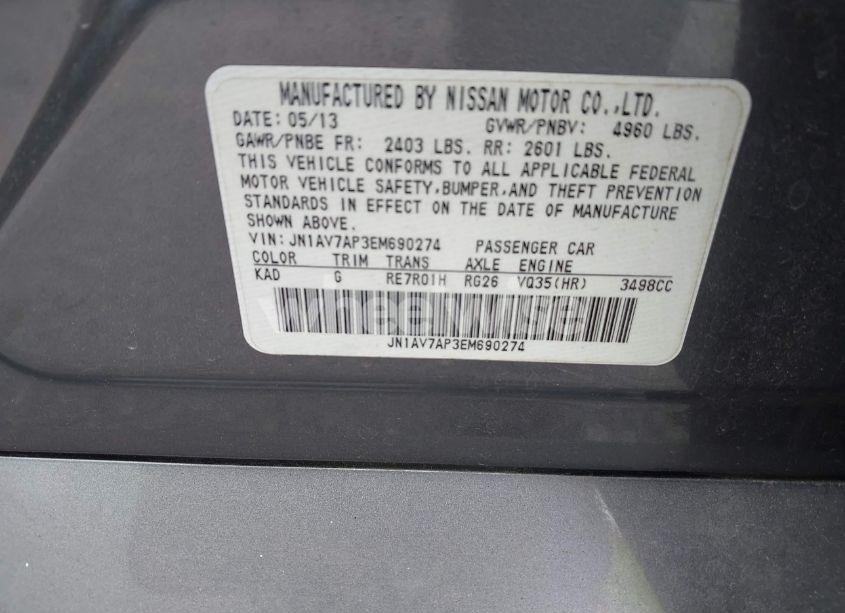 MANUFACTURED BY NISSAN MOTOR CO.,LTD.
DATE: 05/13 GVWR/PNBV: 4960 LBS.
GAWR/PNBE FR: 2403 LBS. RR: 2601 LBS.
THIS VEHICLE CONFORMS TO ALL APPLICABLE FEDERAL
MOTOR VEHICLE SAFETY,BUMPER,AND THEFT PREVENTION
STANDARDS IN EFFECT ON THE DATE OF MANUFACTURE
SHOWN ABOVE.
VIN: JN1AV7AP3EM690274 PASSENGER CAR
COLOR TRIM TRANS AXLE ENGINE
KAD G RE7R01H RG26 VQ35(HR) 3498CC
JN1AV7AP3EM690274